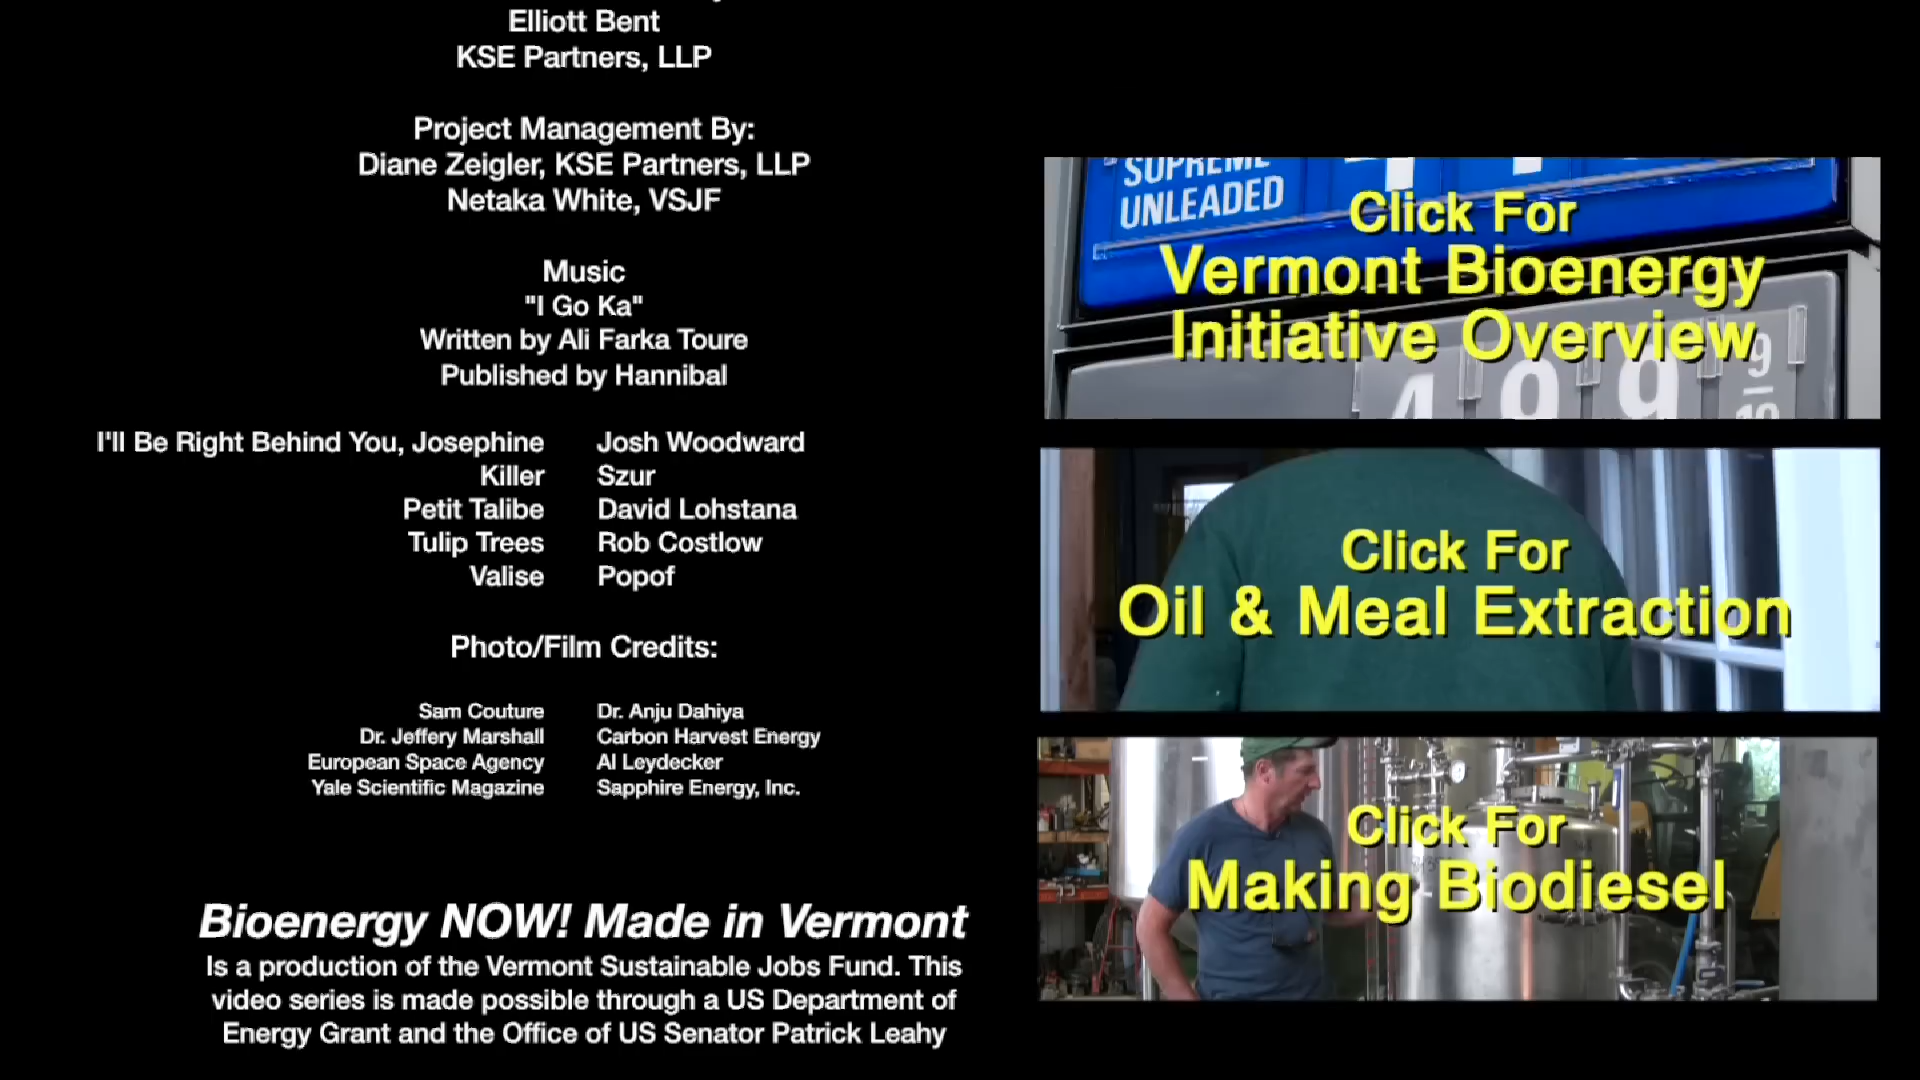 Elliott Bent
KSE Partners, LLP
Project Management By:
Diane Zeigler, KSE Partners, LLP
Netaka White, VSJF
Music
"I Go Ka"
Written by Ali Farka Toure
Published by Hannibal
I'll Be Right Behind You, Josephine Josh Woodward
Killer Szur
Petit Talibe David Lohstana
Tulip Trees Rob Costlow
Valise Popof
Photo/Film Credits:
Sam Couture Dr. Anju Dahiya
Dr. Jeffery Marshall Carbon Harvest Energy
European Space Agency Al Leydecker
Yale Scientific Magazine Sapphire Energy, Inc.
Bioenergy NOW! Made in Vermont
Is a production of the Vermont Sustainable Jobs Fund. This
video series is made possible through a US Department of
Energy Grant and the Office of US Senator Patrick Leahy
SUPREME
UNLEADED
Click For
Vermont Bioenergy
Initiative Overview
4 9 9 9/10
Click For
Oil & Meal Extraction
Click For
Making Biodiesel